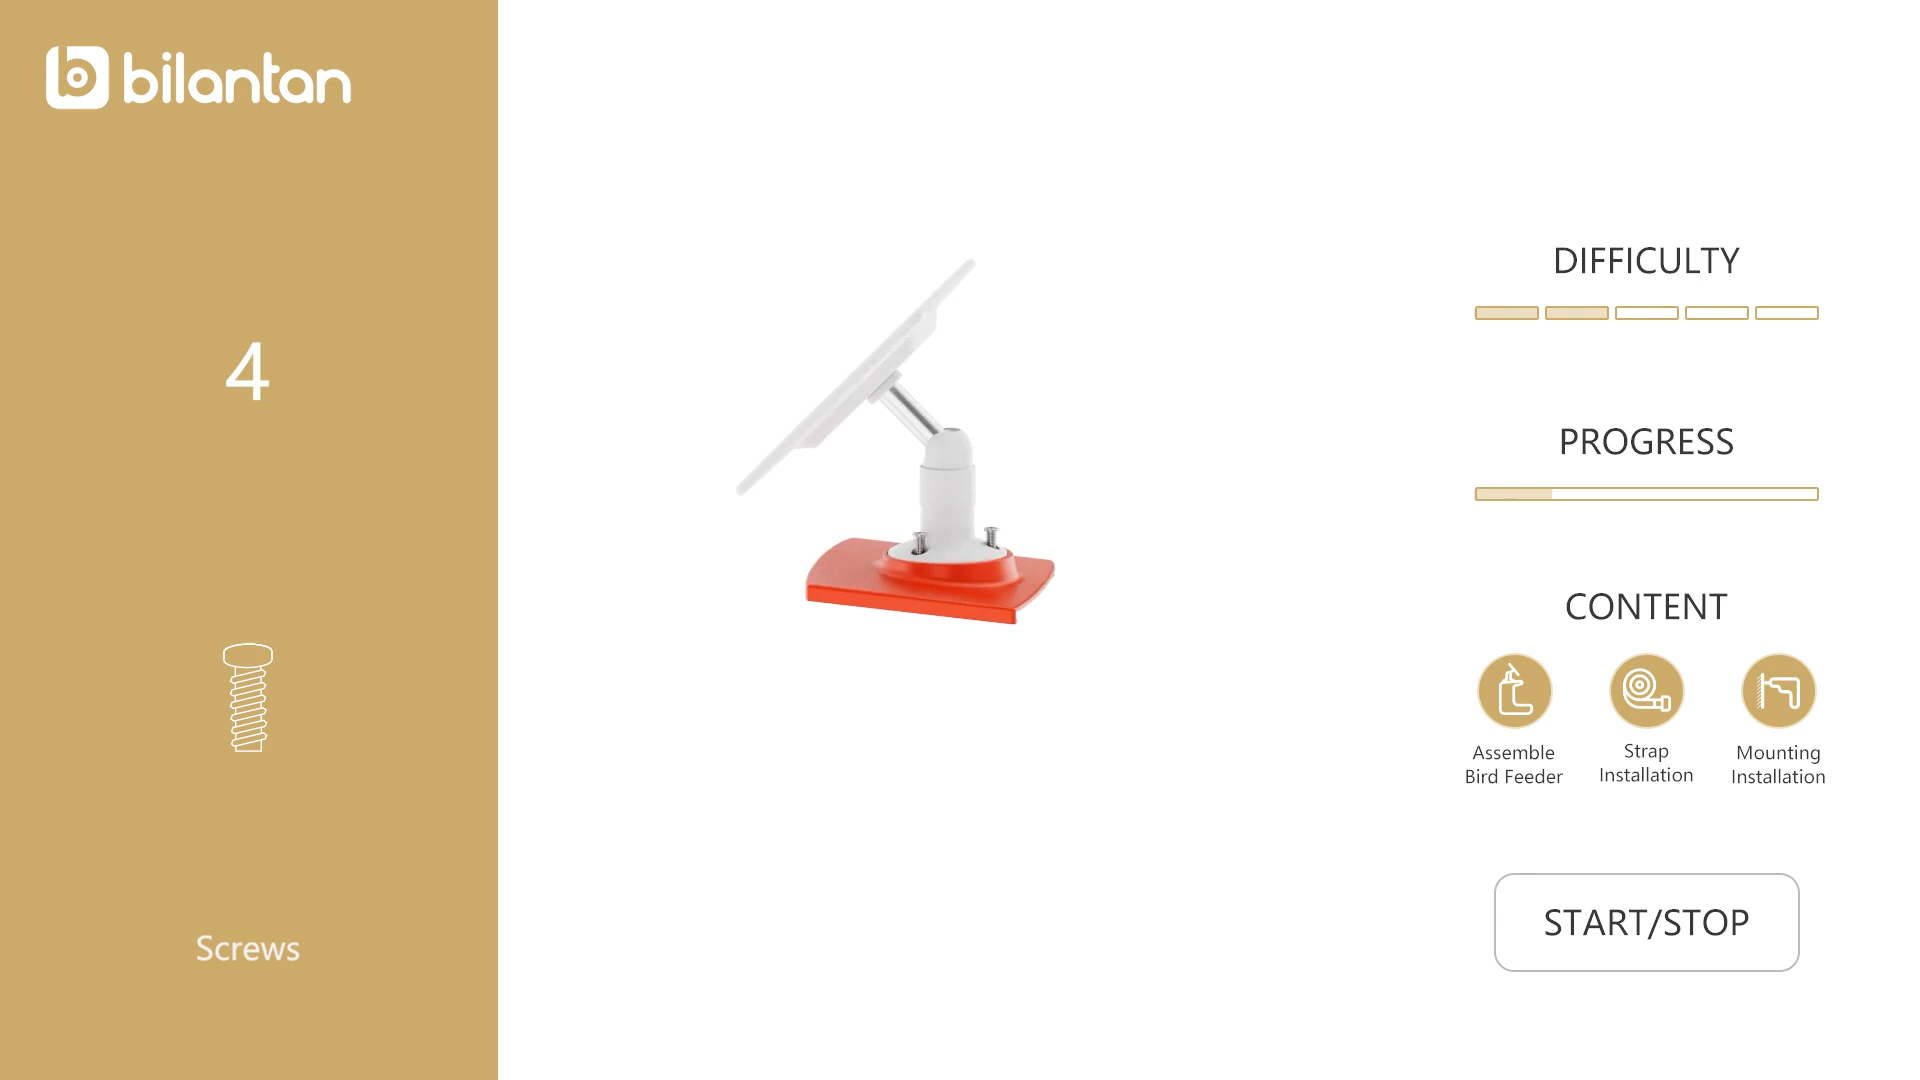 bilantan
4
Screws
DIFFICULTY
PROGRESS
CONTENT
Assemble
Bird Feeder
Strap
Installation
Mounting
Installation
START/STOP